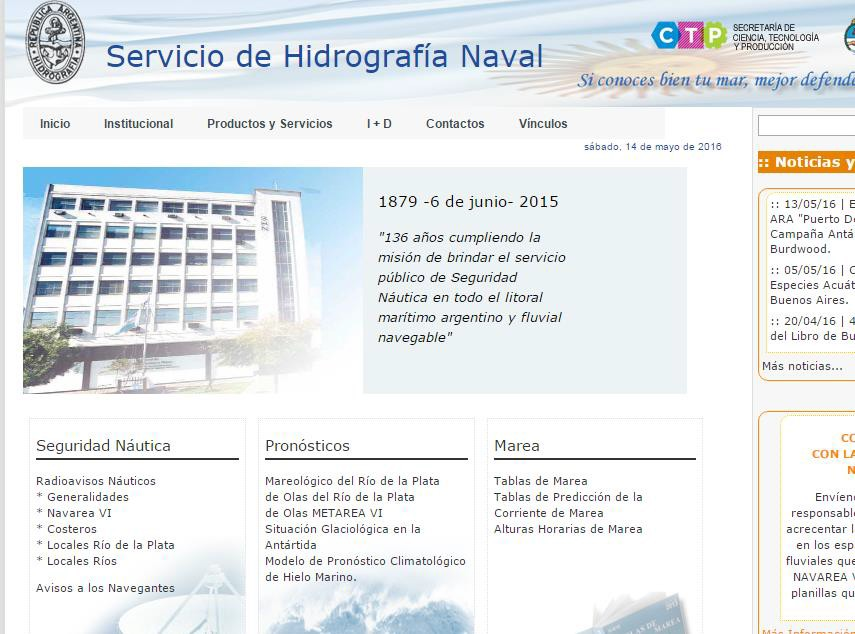 REPUBLICA ARGENTINA
HIDROGRAFIA
Servicio de Hidrografía Naval
CTP
SECRETARÍA DE
CIENCIA, TECNOLOGÍA
Y PRODUCCIÓN
Si conoces bien tu mar, mejor defende
Inicio Institucional Productos y Servicios I + D Contactos Vínculos
sábado, 14 de mayo de 2016
:: Noticias y
1879 -6 de junio- 2015
"136 años cumpliendo la
misión de brindar el servicio
público de Seguridad
Náutica en todo el litoral
marítimo argentino y fluvial
navegable"
:: 13/05/16 | E
ARA "Puerto De
Campaña Antá
Burdwood.
:: 05/05/16 |
Especies Acuát
Buenos Aires.
:: 20/04/16 | 4
del Libro de Bu
Más noticias...
Seguridad Náutica
Radioavisos Náuticos
* Generalidades
* Navarea VI
* Costeros
* Locales Río de la Plata
* Locales Ríos
Avisos a los Navegantes
Pronósticos
Mareológico del Río de la Plata
de Olas del Río de la Plata
de Olas METAREA VI
Situación Glaciológica en la
Antártida
Modelo de Pronóstico Climatológico
de Hielo Marino.
Marea
Tablas de Marea
Tablas de Predicción de la
Corriente de Marea
Alturas Horarias de Marea
TABLAS DE
MAREA
CO
CON LA
N
Envíenos
responsable
acrecentar l
en los esp
fluviales que
NAVAREA V
planillas qu
Más Información